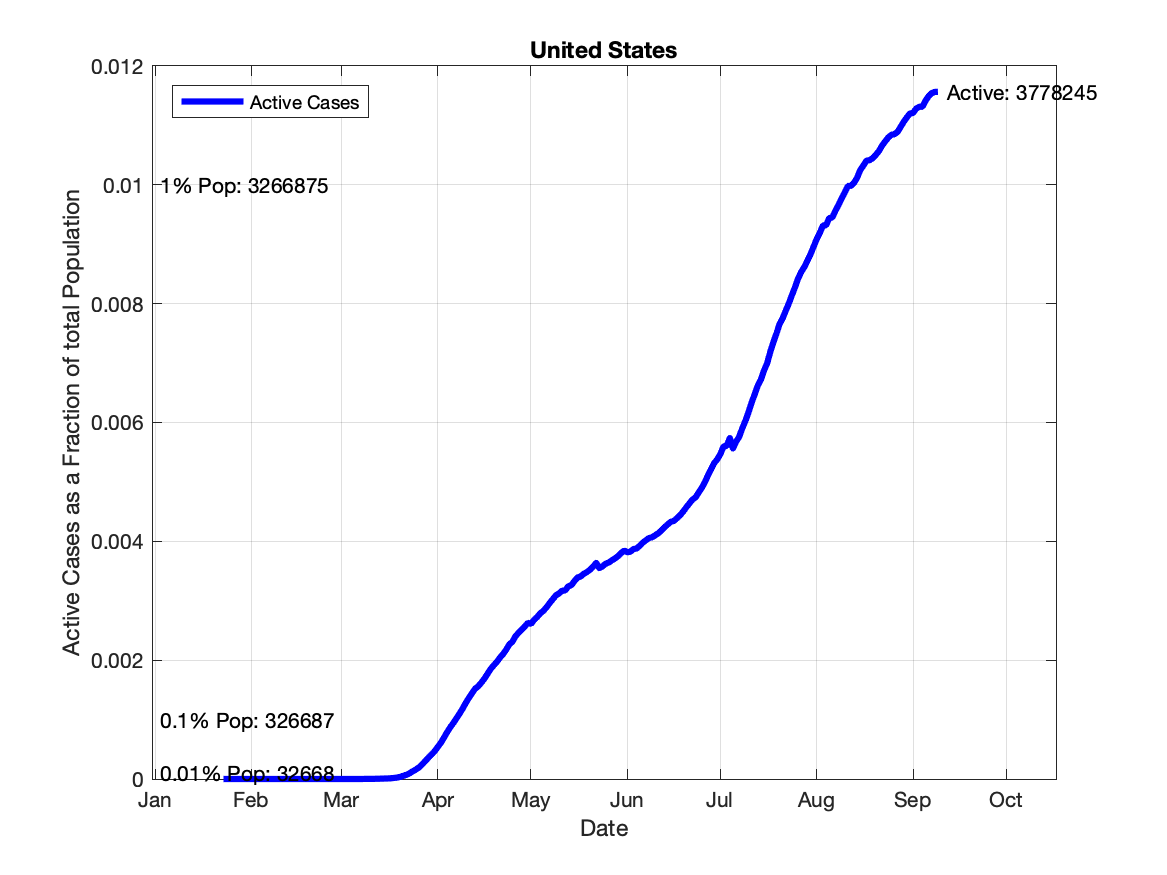 United States
0.012
Active Cases
Active: 3778245
0.01
1% Pop: 3266875
0.008
0.006
0.004
0.002
0.1% Pop: 326687
0
0.01% Pop: 32668
Active Cases as a Fraction of total Population
Jan Feb Mar Apr May Jun Jul Aug Sep Oct
Date